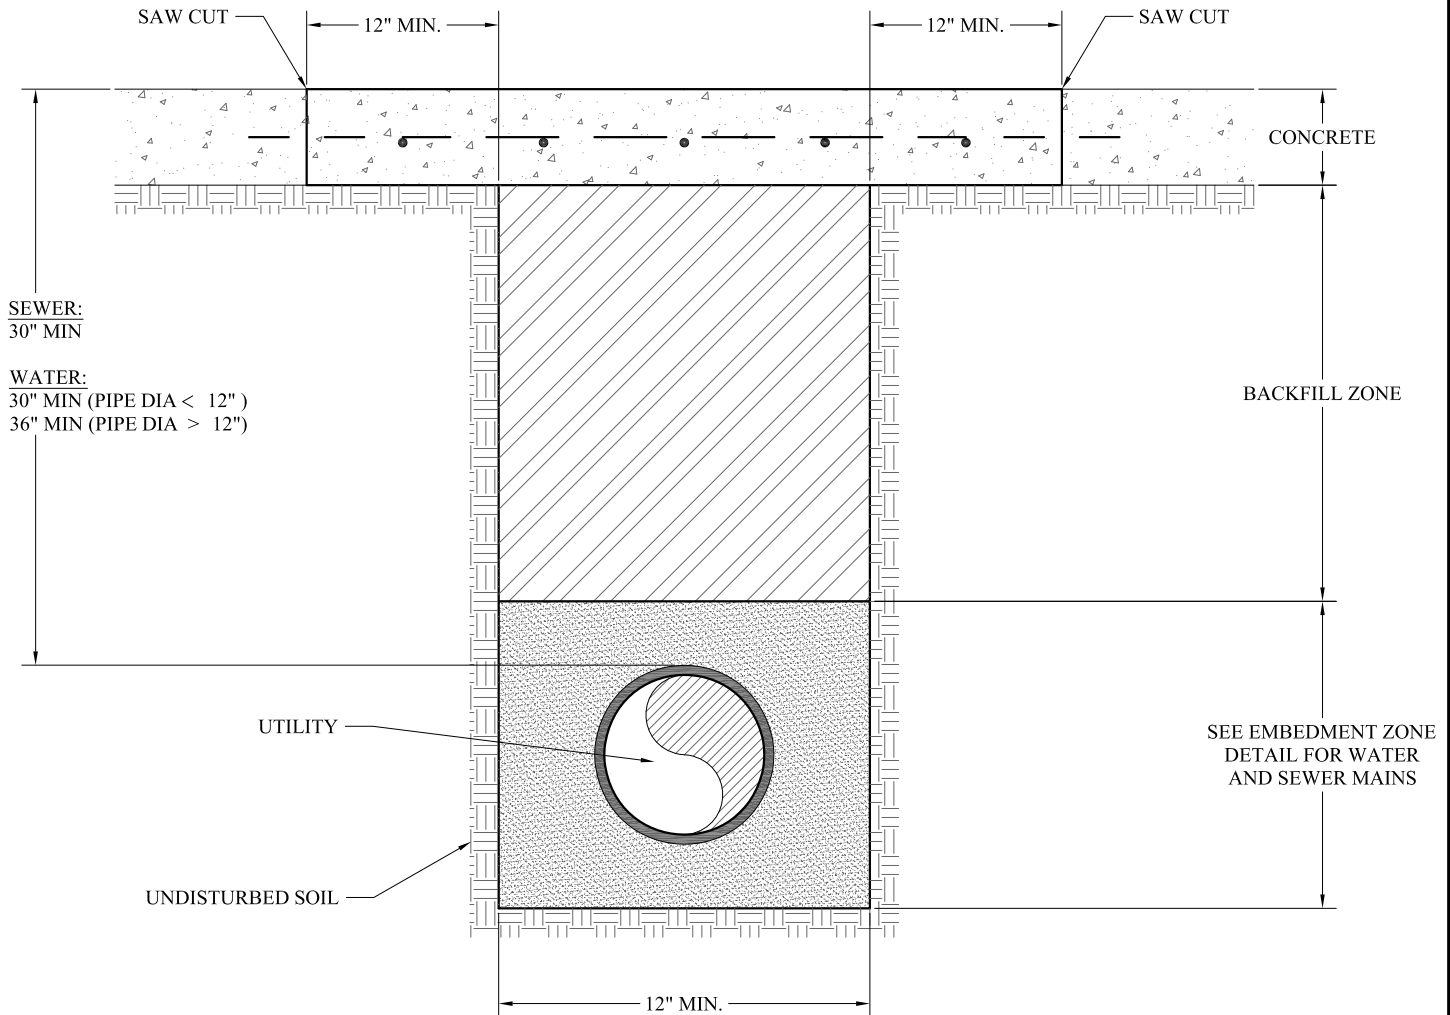 SAW CUT
12" MIN.
12" MIN.
SAW CUT
CONCRETE
SEWER:
30" MIN
WATER:
30" MIN (PIPE DIA < 12" )
36" MIN (PIPE DIA > 12")
BACKFILL ZONE
UTILITY
SEE EMBEDMENT ZONE
DETAIL FOR WATER
AND SEWER MAINS
UNDISTURBED SOIL
12" MIN.